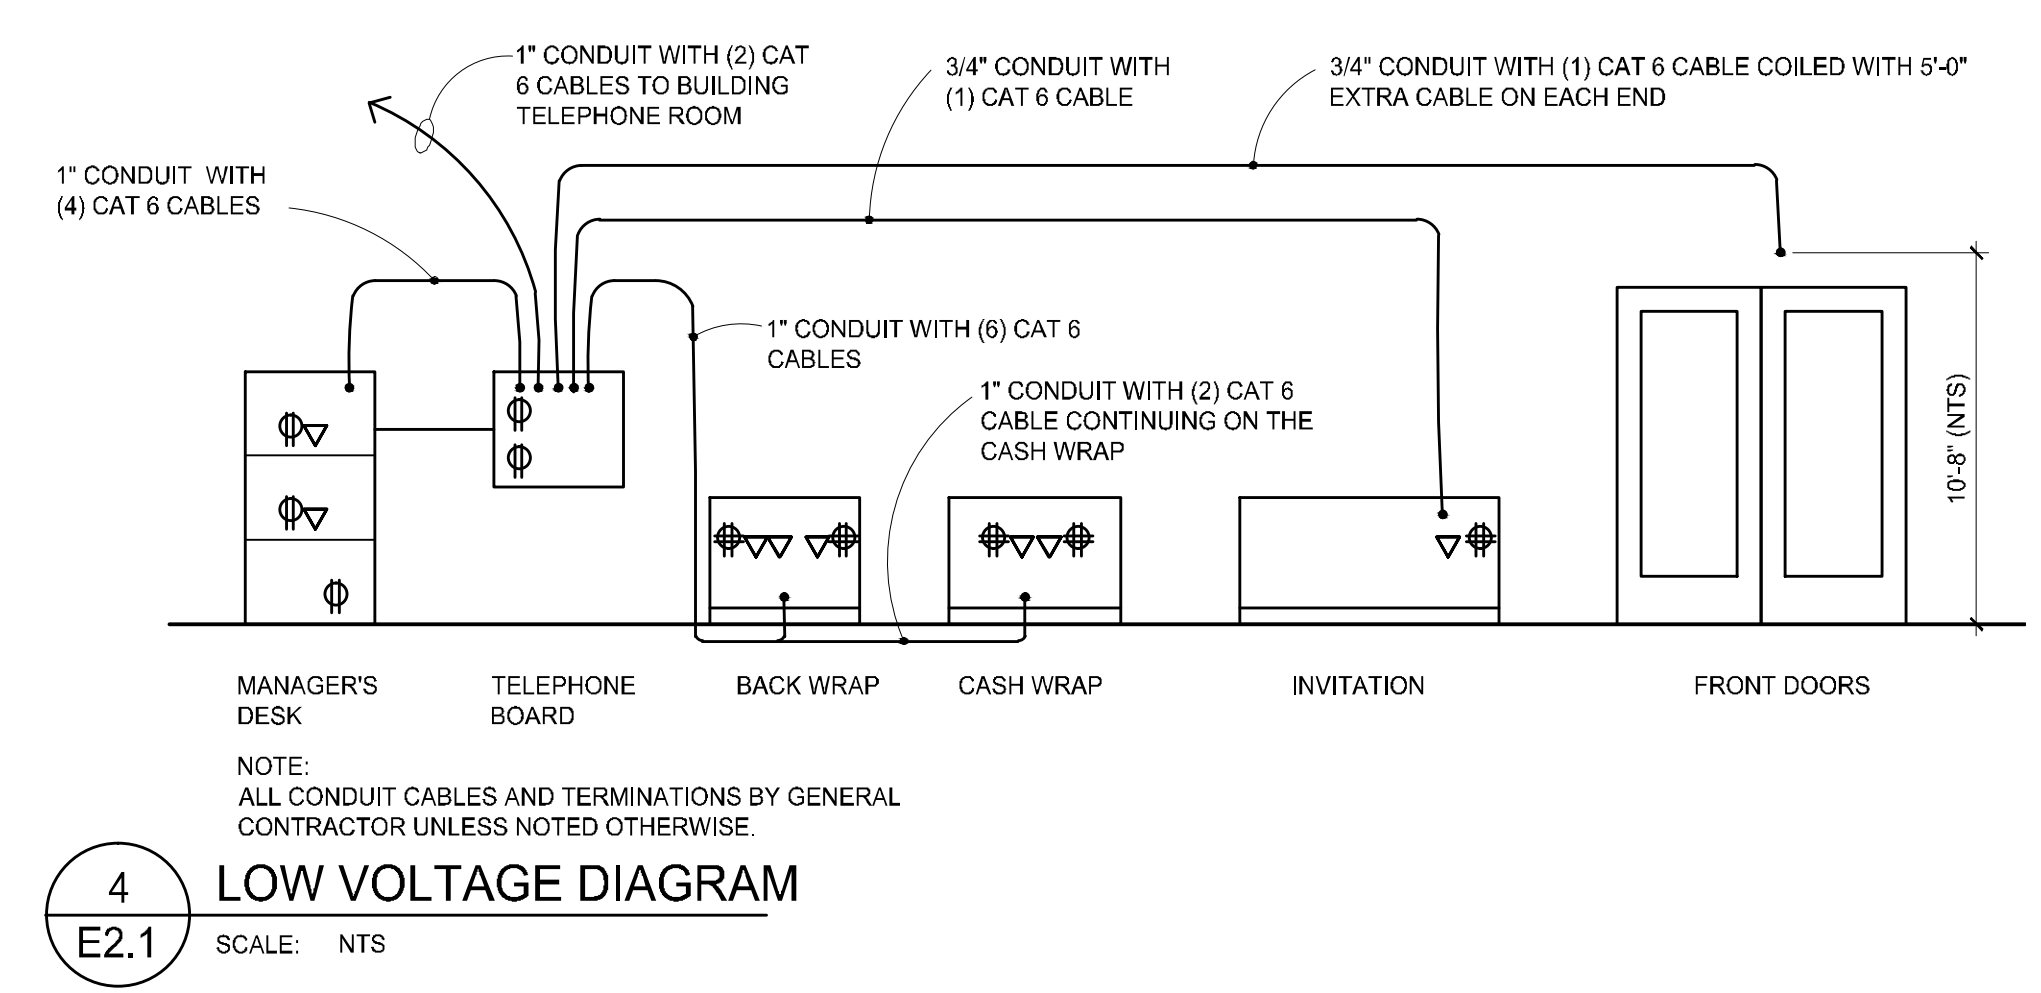 1" CONDUIT WITH (2) CAT
6 CABLES TO BUILDING
TELEPHONE ROOM
3/4" CONDUIT WITH
(1) CAT 6 CABLE
3/4" CONDUIT WITH (1) CAT 6 CABLE COILED WITH 5'-0"
EXTRA CABLE ON EACH END
1" CONDUIT WITH
(4) CAT 6 CABLES
1" CONDUIT WITH (6) CAT 6
CABLES
1" CONDUIT WITH (2) CAT 6
CABLE CONTINUING ON THE
CASH WRAP
10'-8" (NTS)
MANAGER'S
DESK
TELEPHONE
BOARD
BACK WRAP
CASH WRAP
INVITATION
FRONT DOORS
NOTE:
ALL CONDUIT CABLES AND TERMINATIONS BY GENERAL
CONTRACTOR UNLESS NOTED OTHERWISE.
4
E2.1
LOW VOLTAGE DIAGRAM
SCALE: NTS